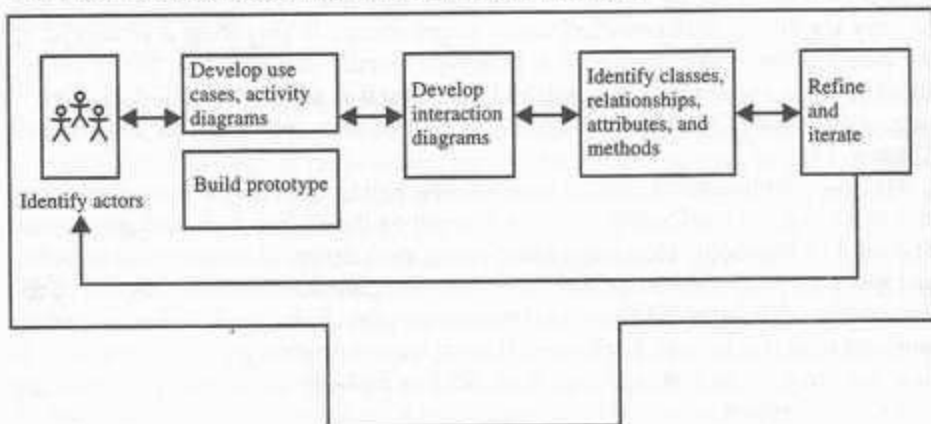 Develop use
cases, activity
diagrams
Build prototype
Identify actors
Develop
interaction
diagrams
Identify classes,
relationships,
attributes, and
methods
Refine
and
iterate